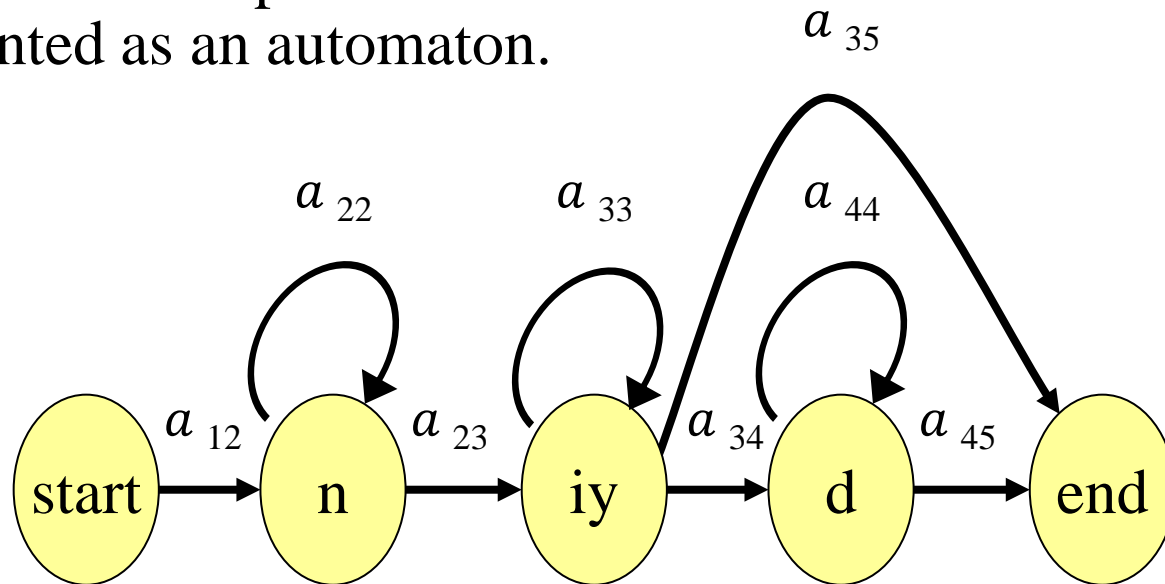 nted as an automaton.
a 35
a 22 a 33 a 44
a 12 a 23 a 34 a 45
start n iy d end